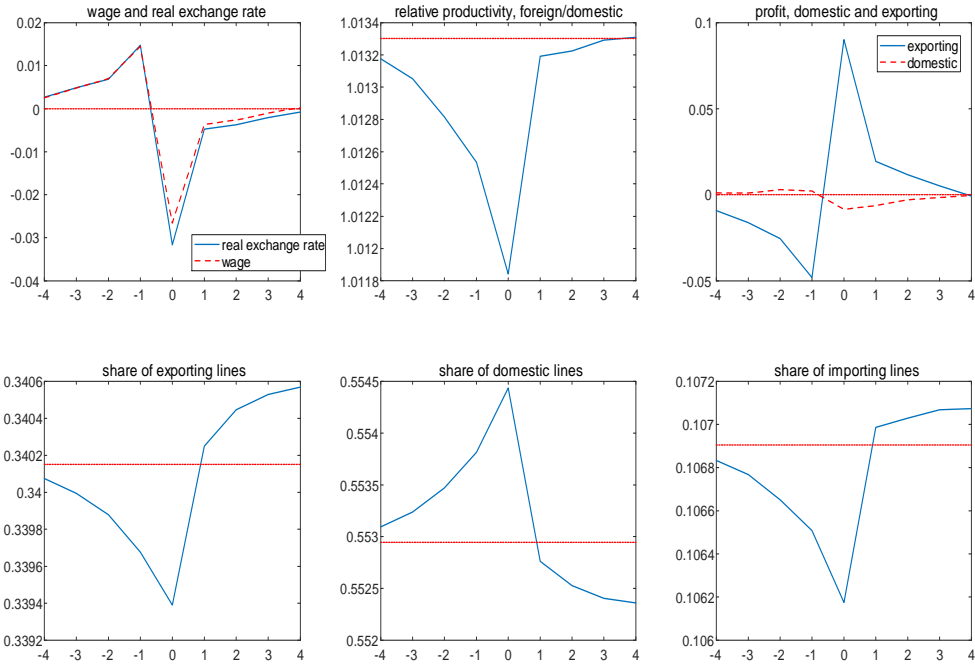 wage and real exchange rate
0.02
0.01
0
-0.01
-0.02
-0.03
-0.04
real exchange rate
wage
-4 -3 -2 -1 0 1 2 3 4
relative productivity, foreign/domestic
1.0134
1.0132
1.013
1.0128
1.0126
1.0124
1.0122
1.012
1.0118
-4 -3 -2 -1 0 1 2 3 4
profit, domestic and exporting
0.1
0.05
0
-0.05
exporting
domestic
-4 -3 -2 -1 0 1 2 3 4
share of exporting lines
0.3406
0.3404
0.3402
0.34
0.3398
0.3396
0.3394
0.3392
-4 -3 -2 -1 0 1 2 3 4
share of domestic lines
0.5545
0.554
0.5535
0.553
0.5525
0.552
-4 -3 -2 -1 0 1 2 3 4
share of importing lines
0.1072
0.107
0.1068
0.1066
0.1064
0.1062
0.106
-4 -3 -2 -1 0 1 2 3 4